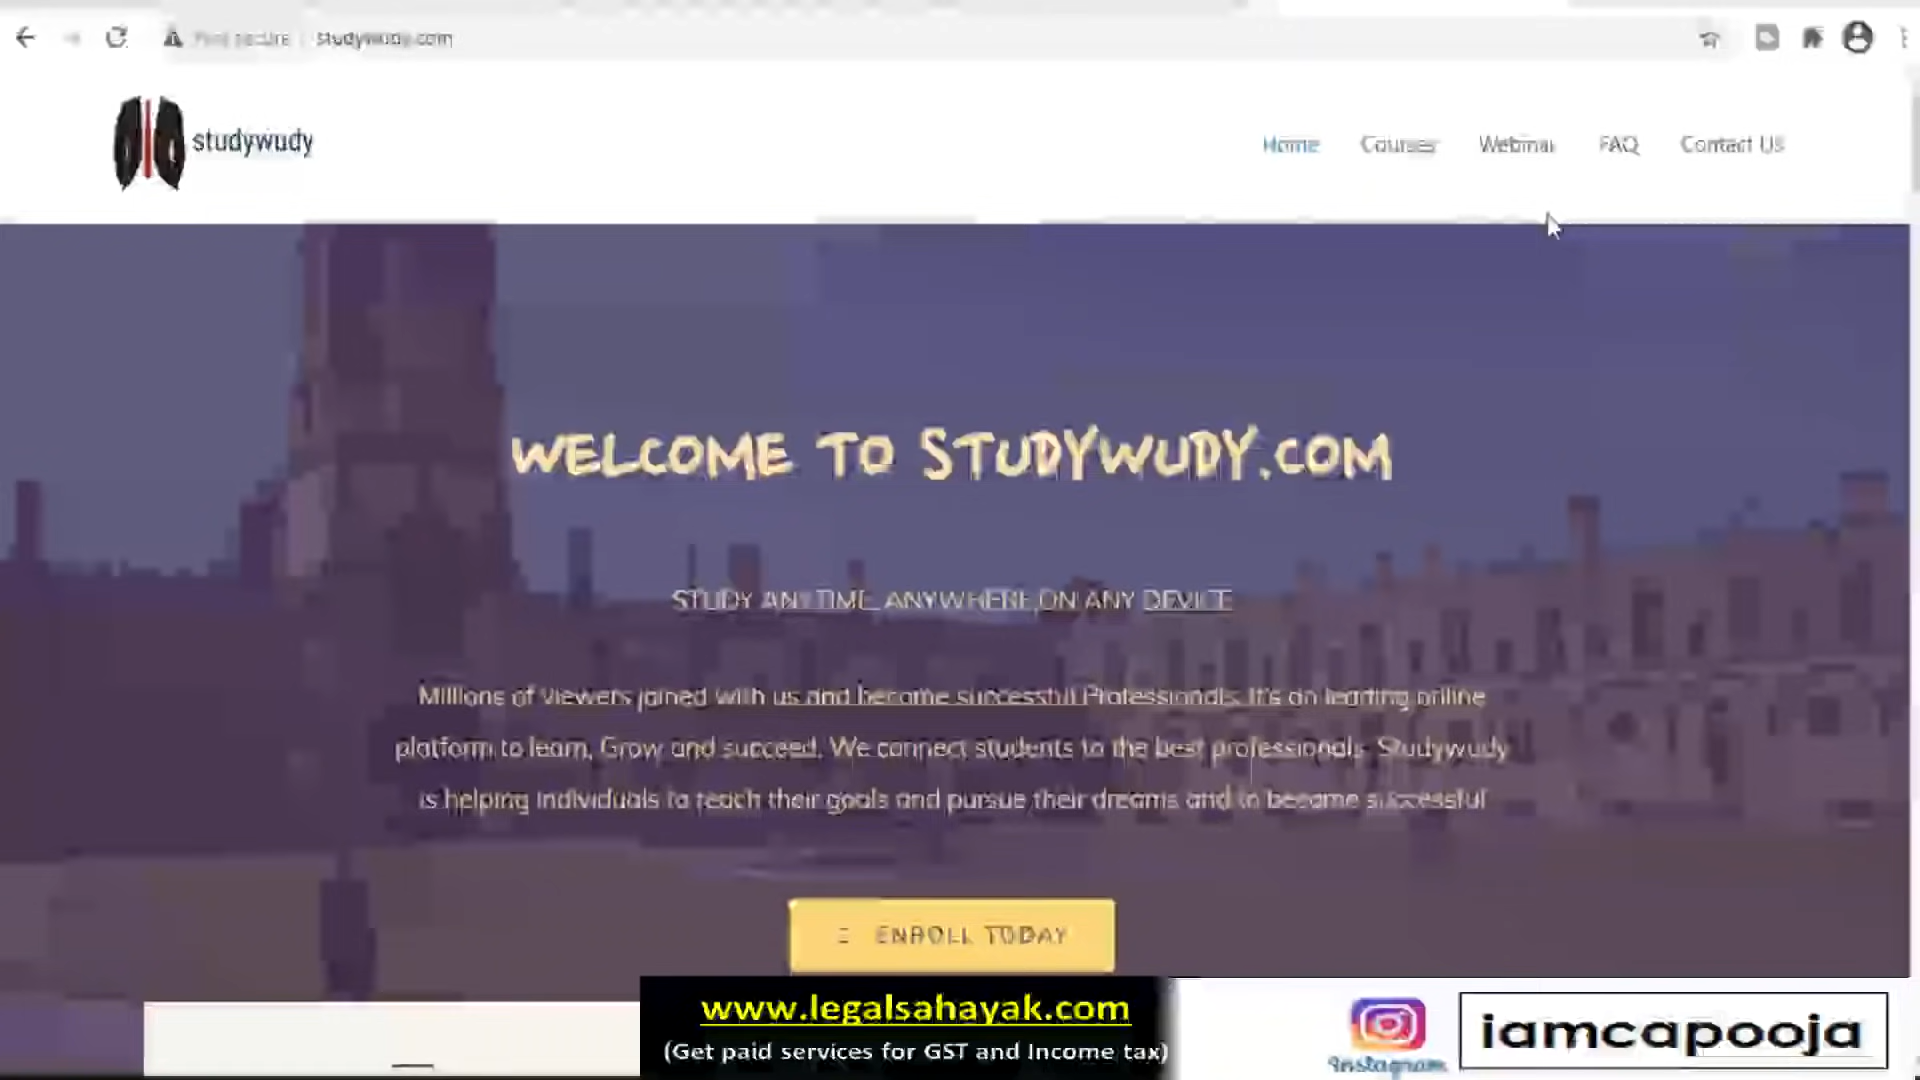 Not secure studywudy.com
studywudy
Home Courses Webinar FAQ Contact Us
WELCOME TO STUDYWUDY.COM
STUDY ANYTIME, ANYWHERE,ON ANY DEVICE
Millions of viewers joined with us and become successful Professionals. It's an leading online
platform to learn, Grow and succeed. We connect students to the best professionals. Studywudy
is helping individuals to reach their goals and pursue their dreams and to become successful
ENROLL TODAY
www.legalsahayak.com
(Get paid services for GST and Income tax)
Instagram
iamcapooja